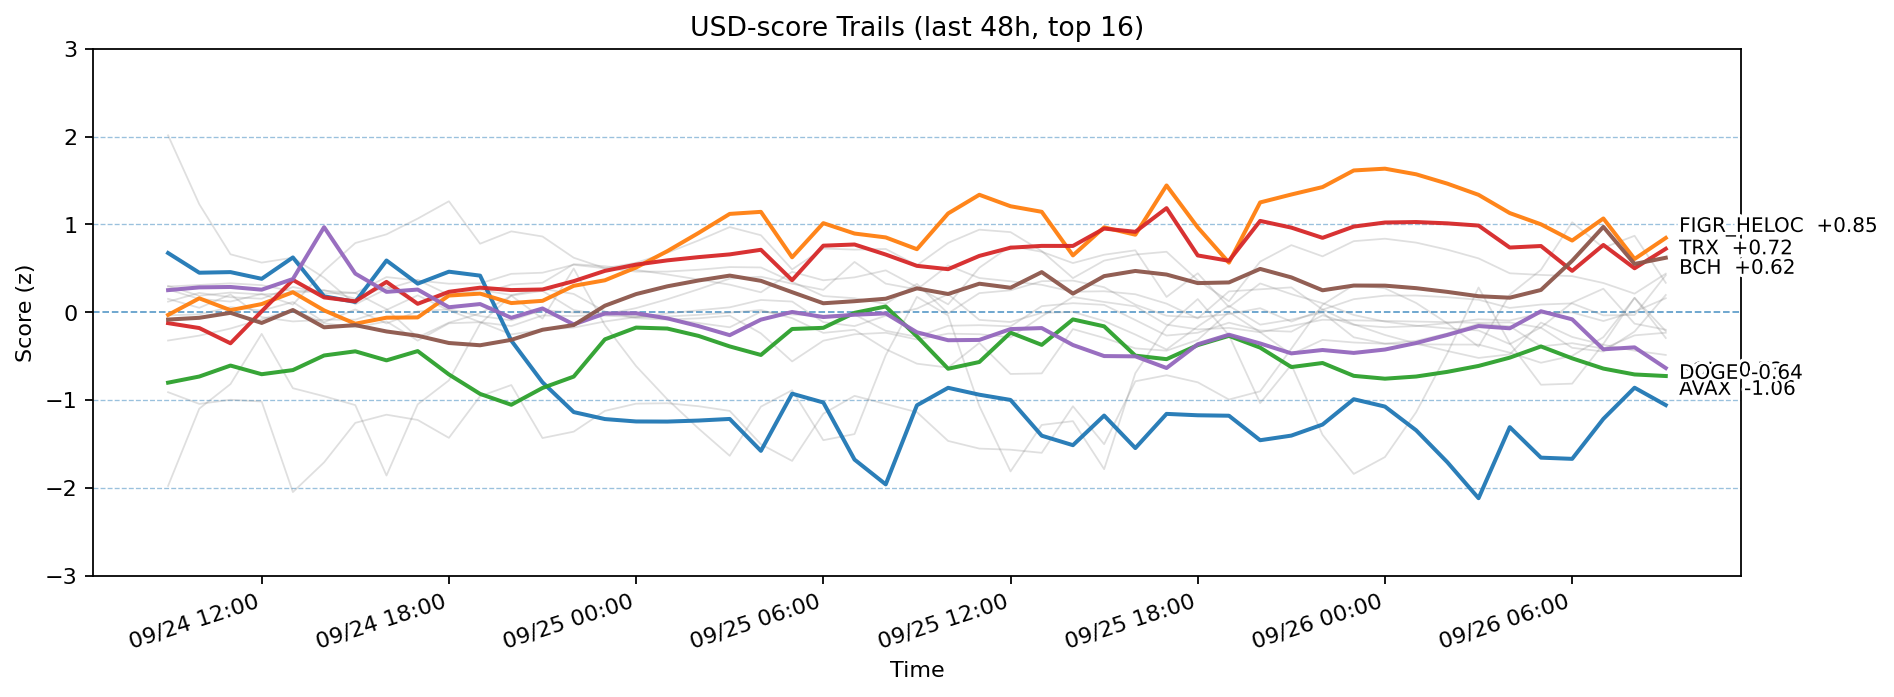 USD-score Trails (last 48h, top 16)
Score (z)
3
2
1
0
−1
−2
−3
FIGR_HELOC +0.85
TRX +0.72
BCH +0.62
DOGE -0.64
AVAX -1.06
09/24 12:00
09/24 18:00
09/25 00:00
09/25 06:00
09/25 12:00
09/25 18:00
09/26 00:00
09/26 06:00
Time